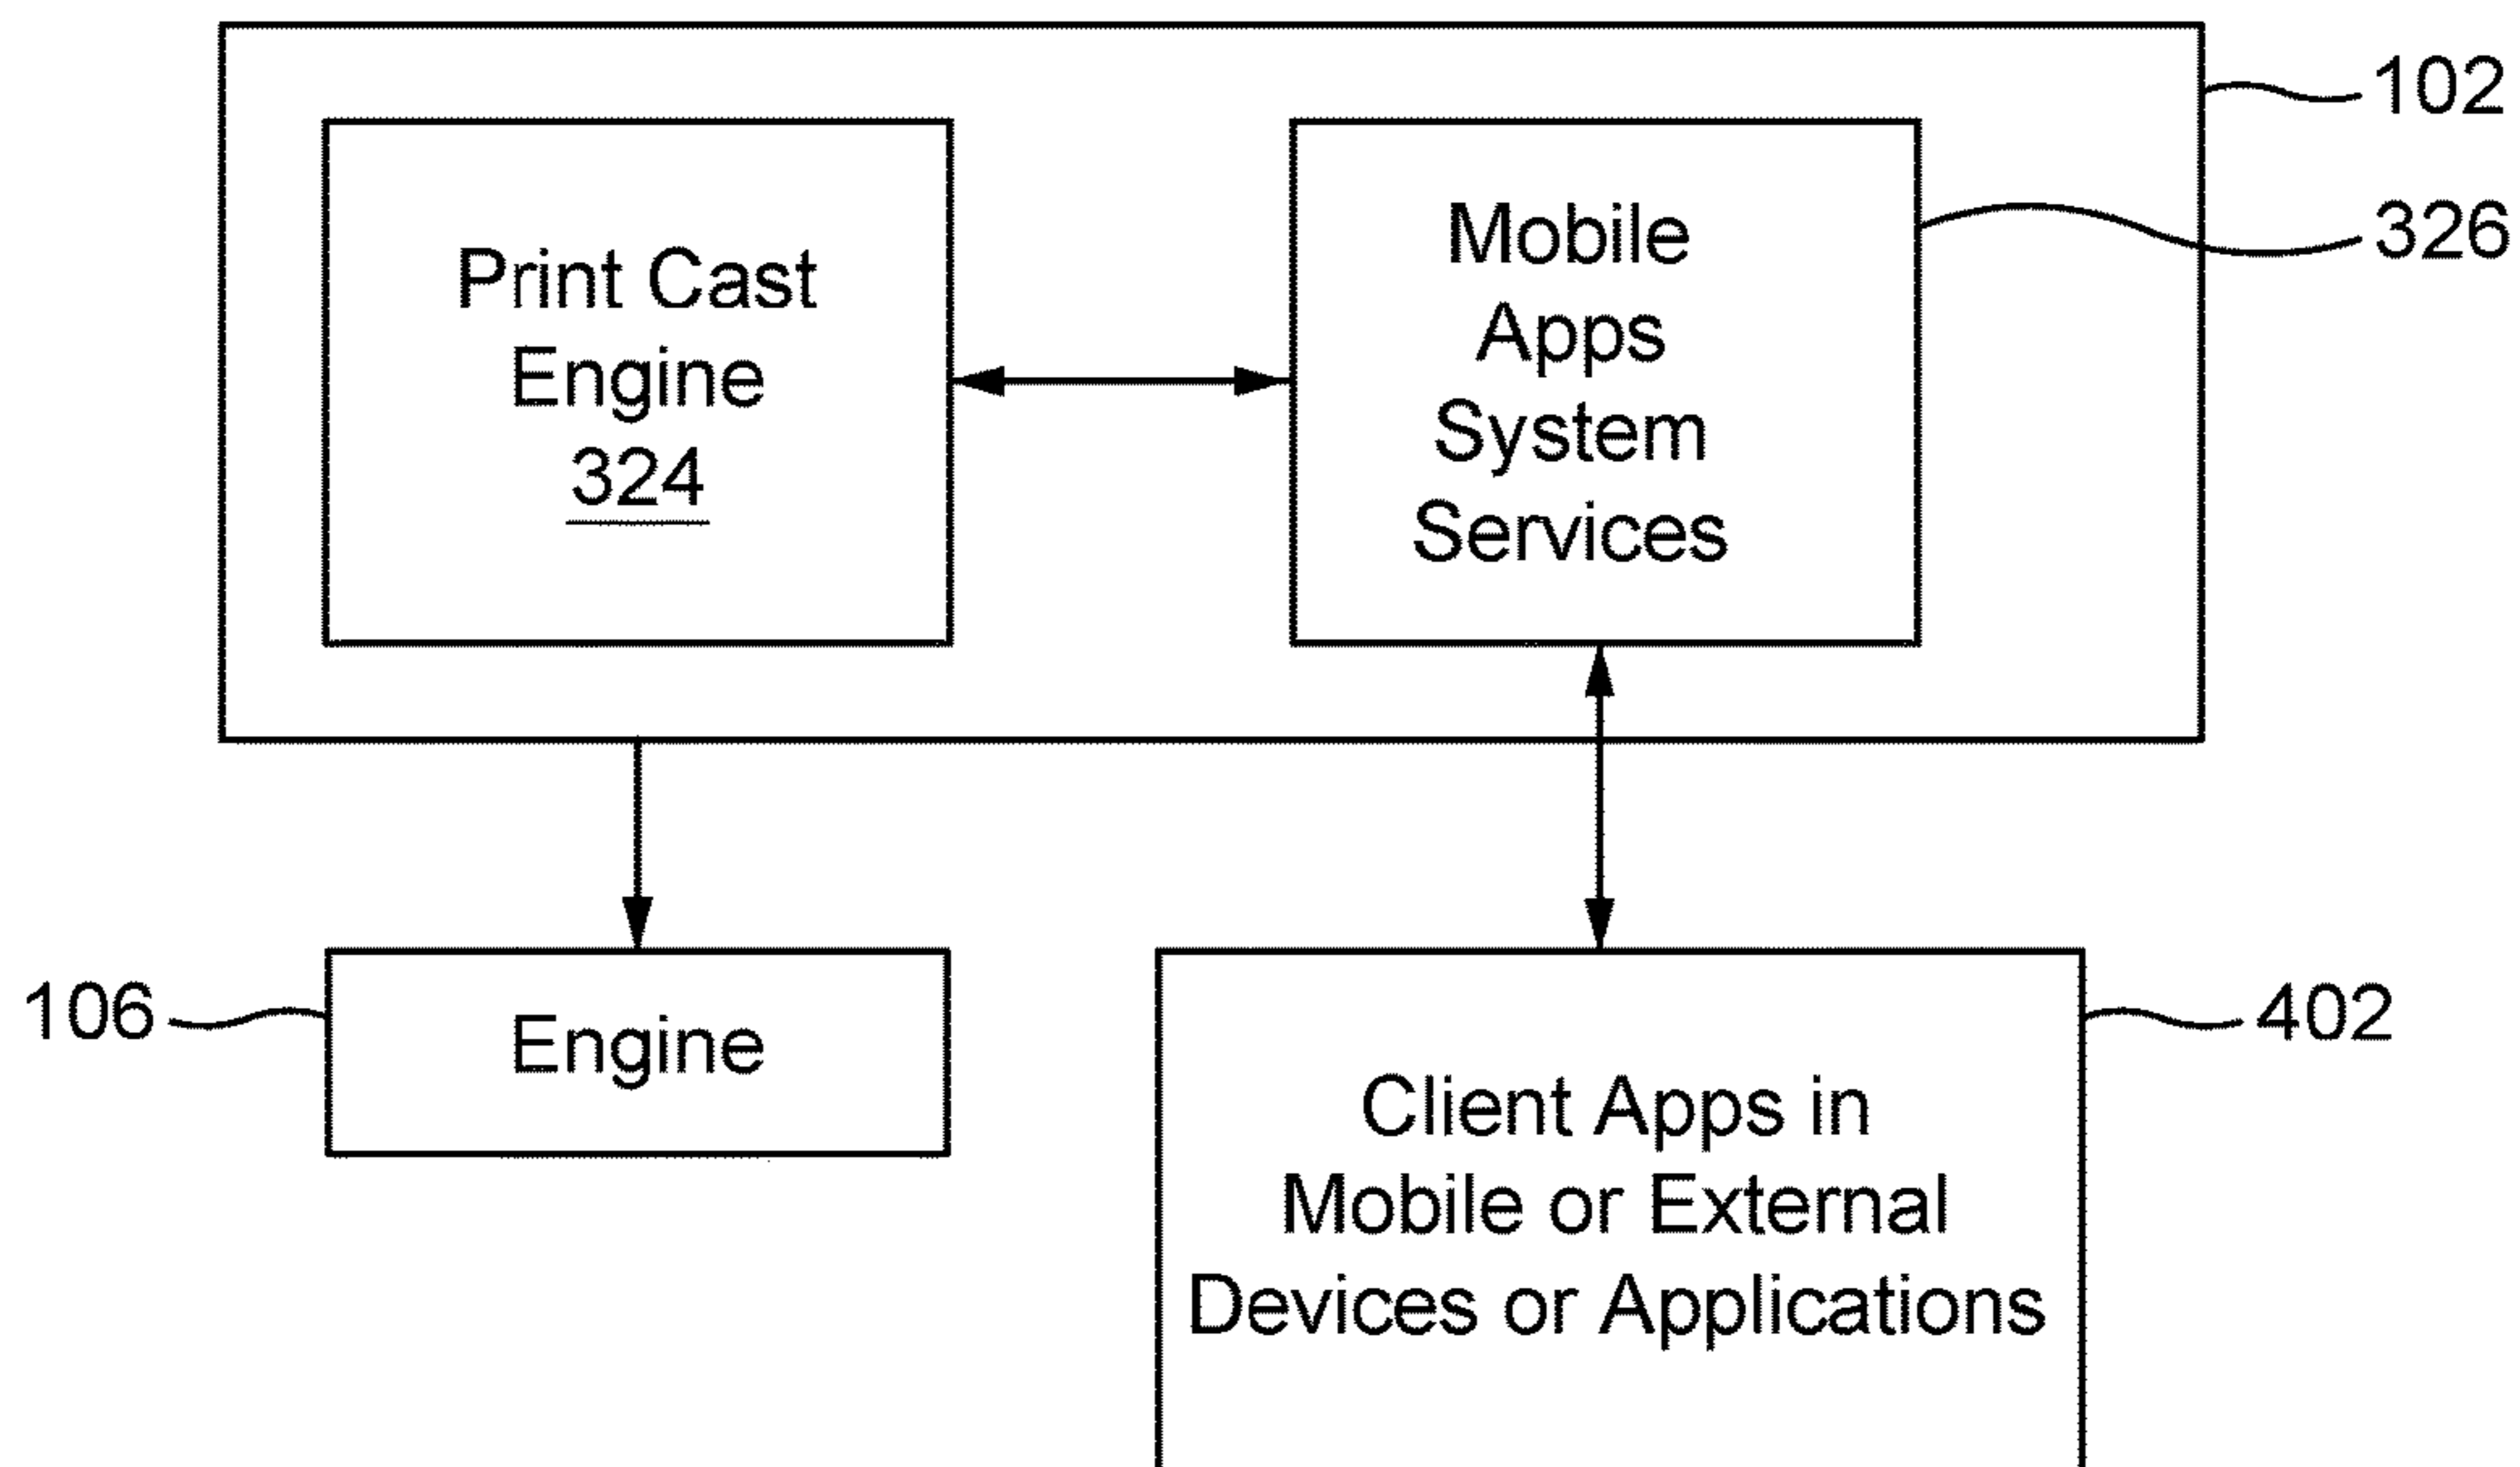 102
Print Cast
Engine
324
Mobile
Apps
System
Services
326
106
Engine
402
Client Apps in
Mobile or External
Devices or Applications